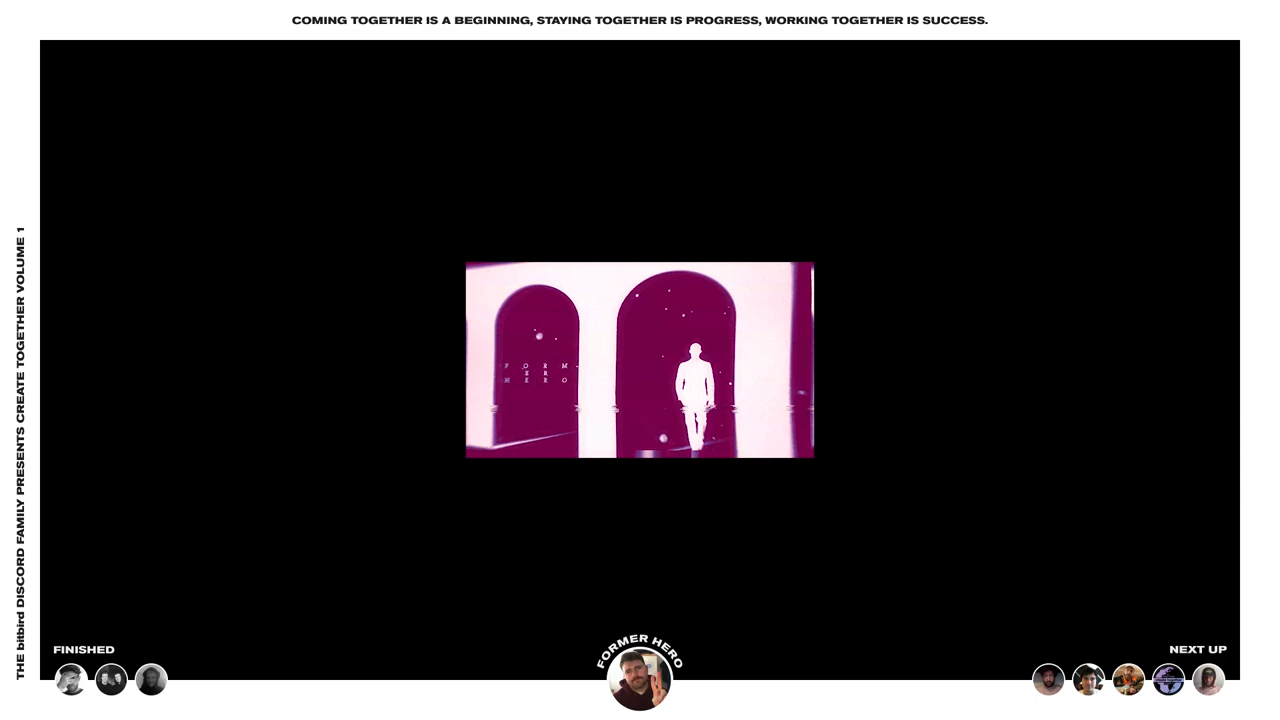 COMING TOGETHER IS A BEGINNING, STAYING TOGETHER IS PROGRESS, WORKING TOGETHER IS SUCCESS.
THE bitbird DISCORD FAMILY PRESENTS CREATE TOGETHER VOLUME 1
F O R M -
E R
H E R O
FINISHED
FORMER HERO
NEXT UP